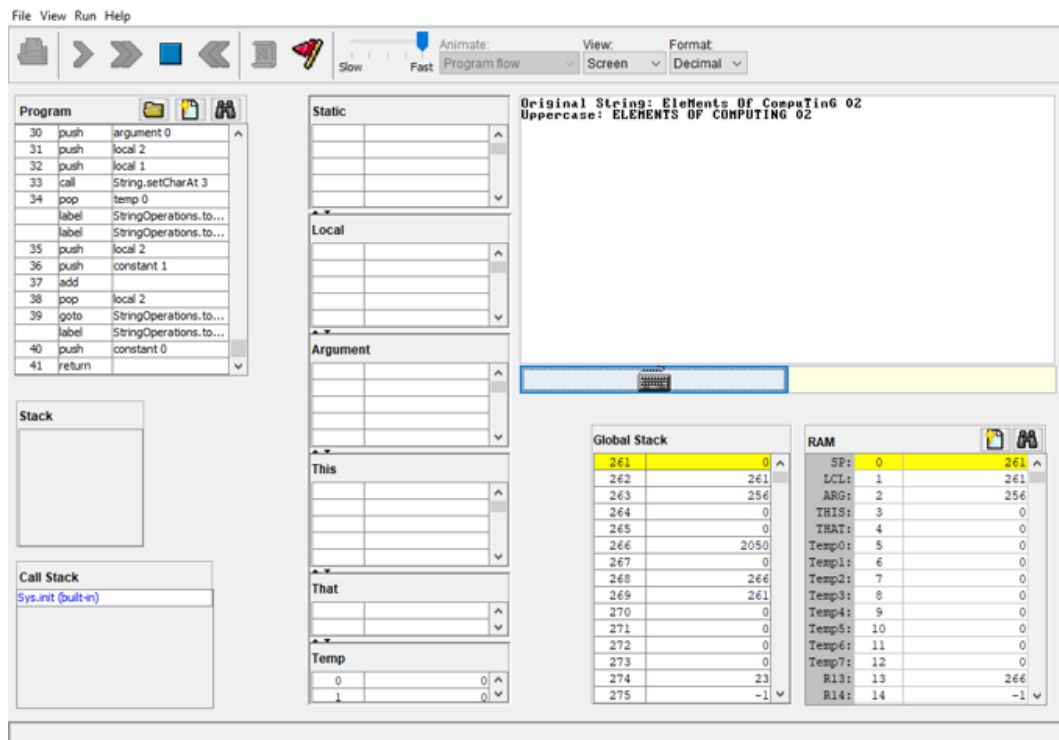 File View Run Help
Slow Fast
Animate:
Program flow
View:
Screen
Format:
Decimal
Program
30 push argument 0
31 push local 2
32 push local 1
33 call String.setCharAt 3
34 pop temp 0
label StringOperations.to...
label StringOperations.to...
35 push local 2
36 push constant 1
37 add
38 pop local 2
39 goto StringOperations.to...
label StringOperations.to...
40 push constant 0
41 return
Stack
Call Stack
Sys.init (built-in)
Static
Local
Argument
This
That
Temp
0 0
1 0
Original String: EleMents Of CompuTinG 02
Uppercase: ELEMENTS OF COMPUTING 02
Global Stack
261 0
262 261
263 256
264 0
265 0
266 2050
267 0
268 266
269 261
270 0
271 0
272 0
273 0
274 23
275 -1
RAM
SP: 0 261
LCL: 1 261
ARG: 2 256
THIS: 3 0
THAT: 4 0
Temp0: 5 0
Temp1: 6 0
Temp2: 7 0
Temp3: 8 0
Temp4: 9 0
Temp5: 10 0
Temp6: 11 0
Temp7: 12 0
R13: 13 266
R14: 14 -1